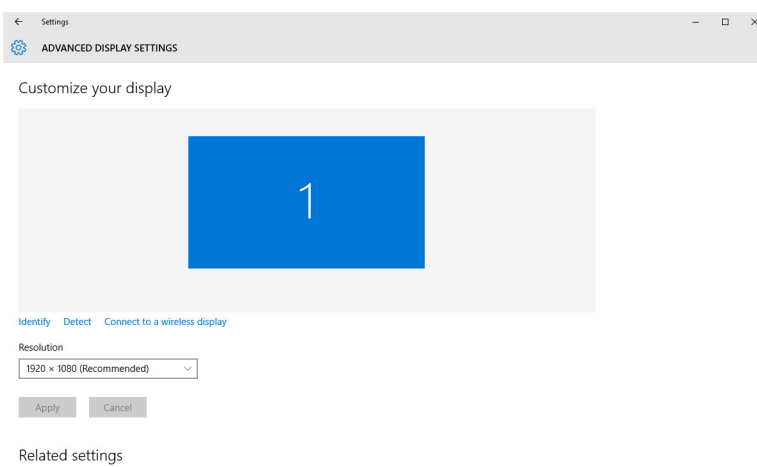 Settings
ADVANCED DISPLAY SETTINGS
Customize your display
1
Identify Detect Connect to a wireless display
Resolution
1920 × 1080 (Recommended)
Apply Cancel
Related settings